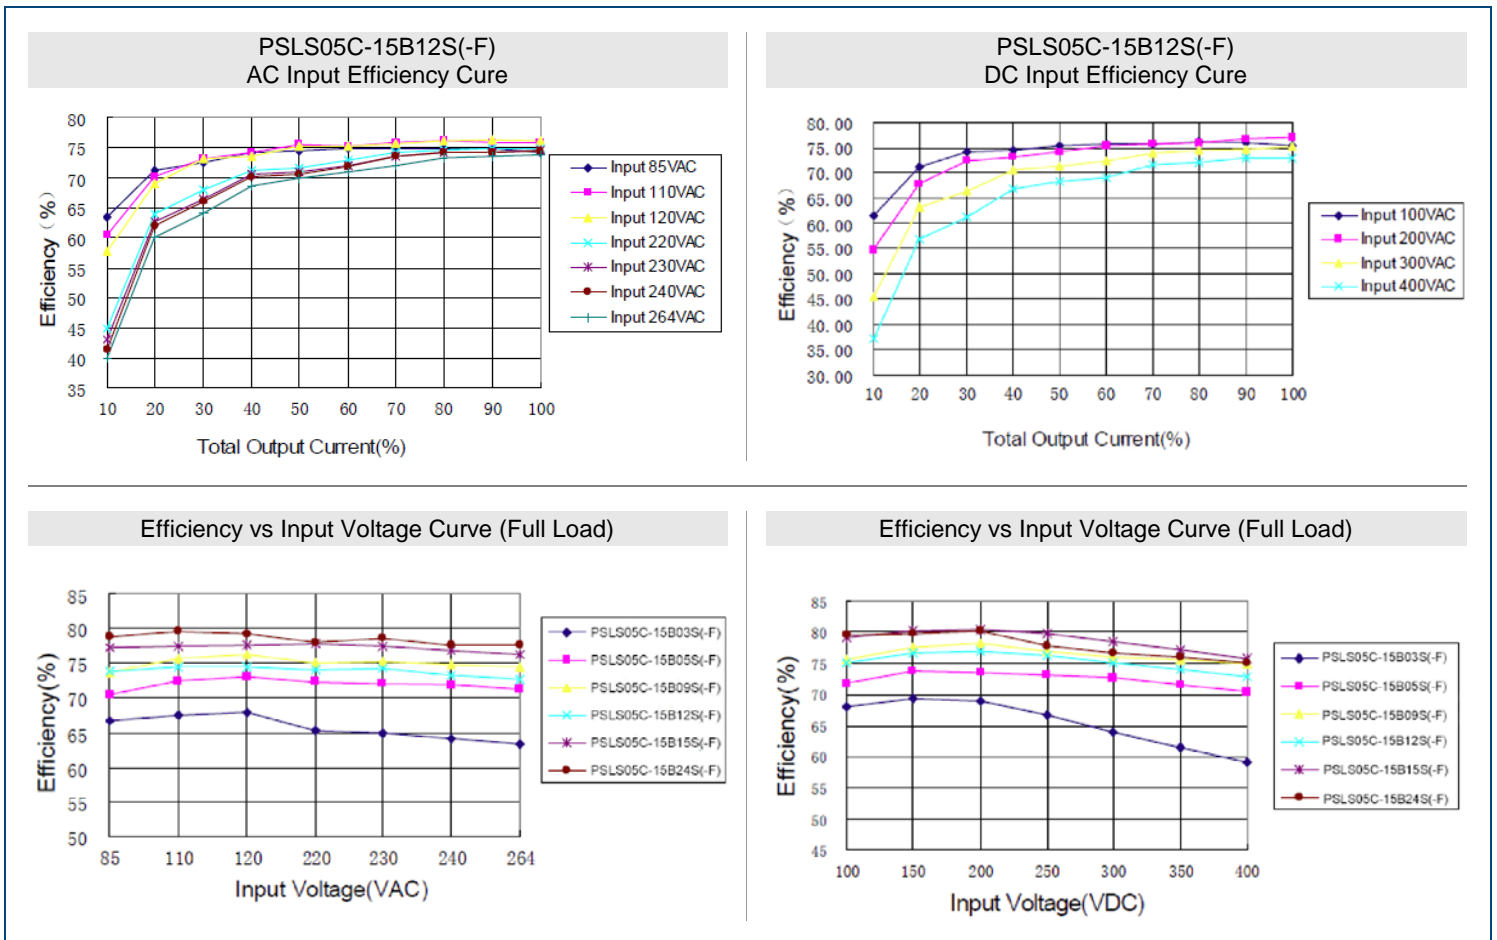 PSLS05C-15B12S(-F)
AC Input Efficiency Cure
80
75
70
65
60
55
50
45
40
35
Efficiency (%)
10 20 30 40 50 60 70 80 90 100
Total Output Current(%)
Input 85VAC
Input 110VAC
Input 120VAC
Input 220VAC
Input 230VAC
Input 240VAC
Input 264VAC
PSLS05C-15B12S(-F)
DC Input Efficiency Cure
80.00
75.00
70.00
65.00
60.00
55.00
50.00
45.00
40.00
35.00
30.00
Efficiency (%)
10 20 30 40 50 60 70 80 90 100
Total Output Current(%)
Input 100VAC
Input 200VAC
Input 300VAC
Input 400VAC
Efficiency vs Input Voltage Curve (Full Load)
85
80
75
70
65
60
55
50
Efficiency(%)
85 110 120 220 230 240 264
Input Voltage(VAC)
PSLS05C-15B03S(-F)
PSLS05C-15B05S(-F)
PSLS05C-15B09S(-F)
PSLS05C-15B12S(-F)
PSLS05C-15B15S(-F)
PSLS05C-15B24S(-F)
Efficiency vs Input Voltage Curve (Full Load)
85
80
75
70
65
60
55
50
45
Efficiency(%)
100 150 200 250 300 350 400
Input Voltage(VDC)
PSLS05C-15B03S(-F)
PSLS05C-15B05S(-F)
PSLS05C-15B09S(-F)
PSLS05C-15B12S(-F)
PSLS05C-15B15S(-F)
PSLS05C-15B24S(-F)